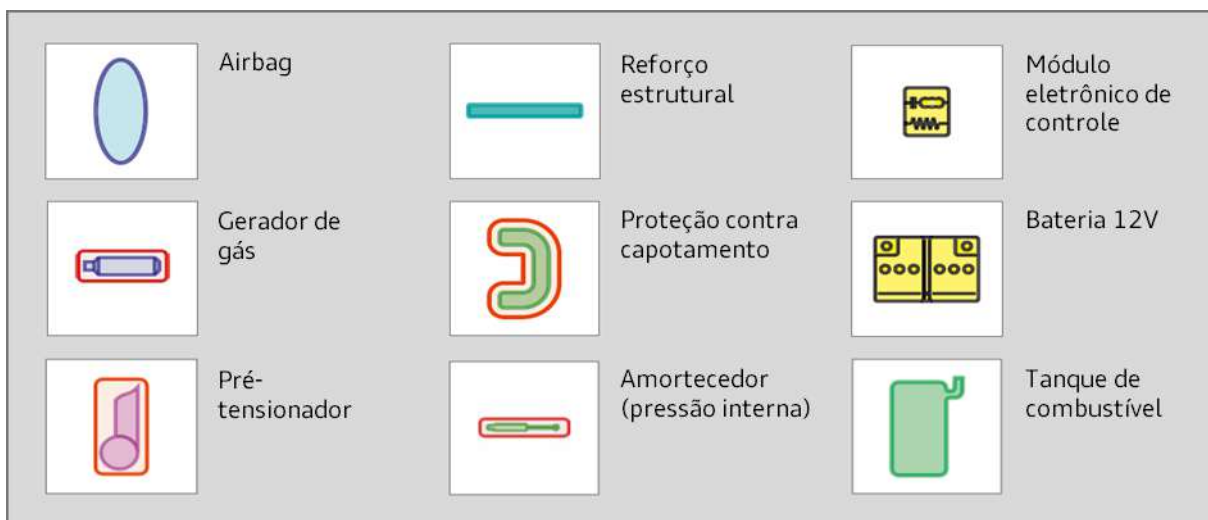 Airbag
Reforço
estrutural
Módulo
eletrônico de
controle
Gerador de
gás
Proteção contra
capotamento
Bateria 12V
Pré-
tensionador
Amortecedor
(pressão interna)
Tanque de
combustível